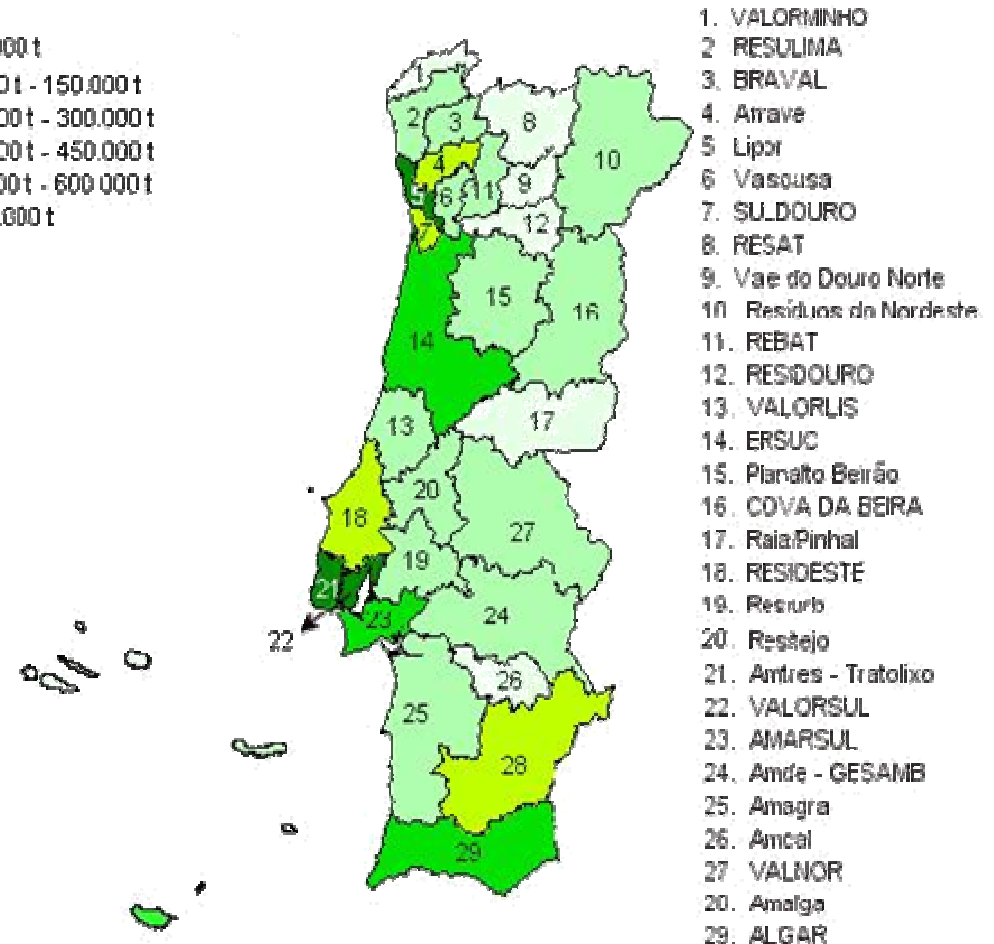 000 t
0 t - 150.000 t
00 t - 300.000 t
00 t - 450.000 t
00 t - 600 000 t
.000 t
1
2
3
4
5
6
7
8
9
10
11
12
13
14
15
16
17
18
19
20
21
22
23
24
25
26
27
28
29
1. VALORMINHO
2 RESULIMA
3. BRAVAL
4. Amave
5 Lipor
6 Vasousa
7. SULDOURO
8. RESAT
9. Vae do Douro Norte
10 Resíduos do Nordeste
11. REBAT
12. RESIDOURO
13. VALORLIS
14. ERSUC
15. Planalto Beirão
16. COVA DA BEIRA
17. Raia/Pinhal
18. RESIOESTE
19. Resiurb
20. Resitejo
21. Amtres - Tratolixo
22. VALORSUL
23. AMARSUL
24. Amde - GESAMB
25. Amagra
26. Amcal
27 VALNOR
20. Amalga
29. ALGAR